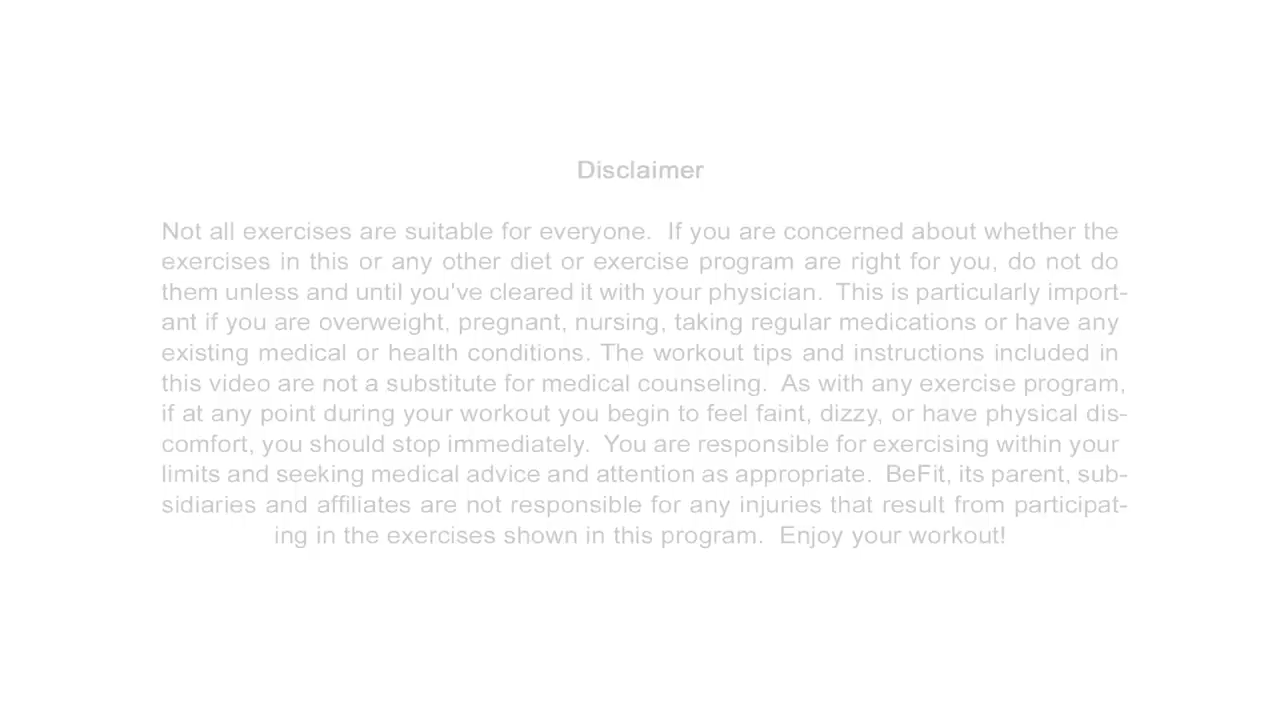 Disclaimer
Not all exercises are suitable for everyone.  If you are concerned about whether the
exercises in this or any other diet or exercise program are right for you, do not do
them unless and until you've cleared it with your physician.  This is particularly import-
ant if you are overweight, pregnant, nursing, taking regular medications or have any
existing medical or health conditions. The workout tips and instructions included in
this video are not a substitute for medical counseling.  As with any exercise program,
if at any point during your workout you begin to feel faint, dizzy, or have physical dis-
comfort, you should stop immediately.  You are responsible for exercising within your
limits and seeking medical advice and attention as appropriate.  BeFit, its parent, sub-
sidiaries and affiliates are not responsible for any injuries that result from participat-
ing in the exercises shown in this program.  Enjoy your workout!